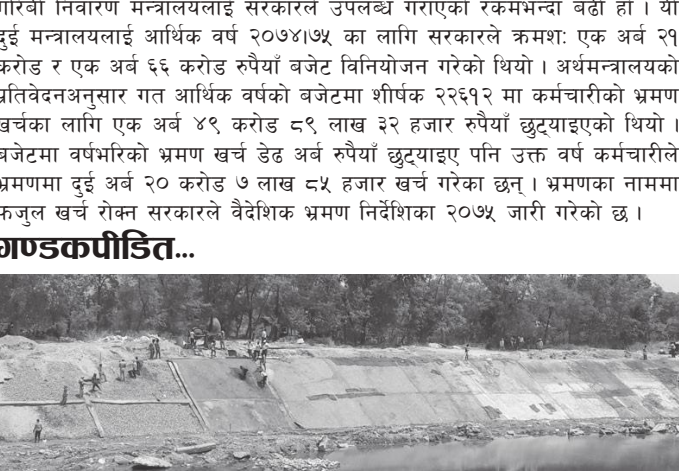 गरिबी निवारण मन्त्रालयलाई सरकारले उपलब्ध गराएको रकमभन्दा बढी हो । यी
दुई मन्त्रालयलाई आर्थिक वर्ष २०७४।७५ का लागि सरकारले क्रमशः एक अर्ब २१
करोड र एक अर्ब ६६ करोड रुपैयाँ बजेट विनियोजन गरेको थियो । अर्थमन्त्रालयको
प्रतिवेदनअनुसार गत आर्थिक वर्षको बजेटमा शीर्षक २२६१२ मा कर्मचारीको भ्रमण
खर्चका लागि एक अर्ब ४९ करोड ८९ लाख ३२ हजार रुपैयाँ छुट्याइएको थियो ।
बजेटमा वर्षभरिको भ्रमण खर्च डेढ अर्ब रुपैयाँ छुट्याइए पनि उक्त वर्ष कर्मचारीले
भ्रमणमा दुई अर्ब २० करोड ७ लाख ८५ हजार खर्च गरेका छन् । भ्रमणका नाममा
फजुल खर्च रोक्न सरकारले वैदेशिक भ्रमण निर्देशिका २०७५ जारी गरेको छ ।
गण्डकपीडित...